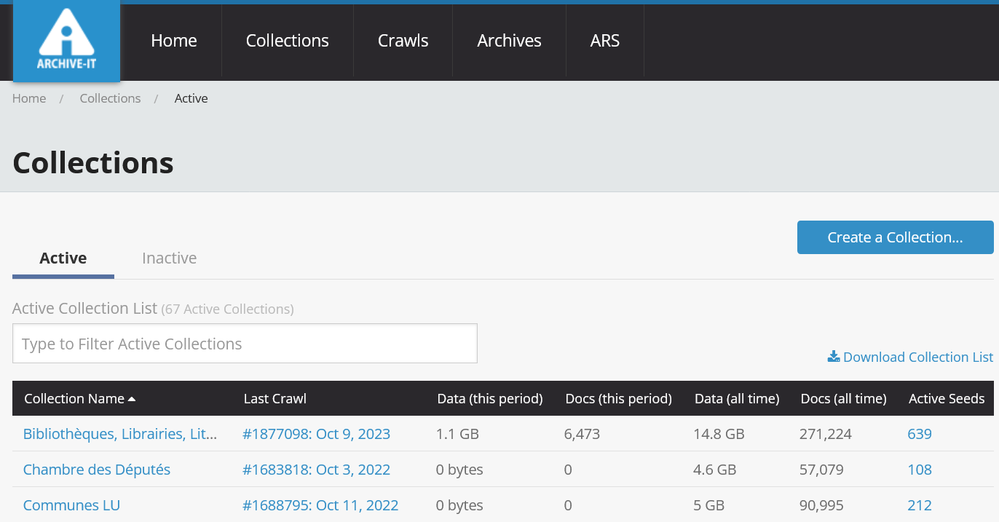 ARCHIVE-IT
Home Collections Crawls Archives ARS
Home / Collections / Active
Collections
Create a Collection...
Active Inactive
Active Collection List (67 Active Collections)
Type to Filter Active Collections
Download Collection List
Collection Name Last Crawl Data (this period) Docs (this period) Data (all time) Docs (all time) Active Seeds
Bibliothèques, Librairies, Lit... #1877098: Oct 9, 2023 1.1 GB 6,473 14.8 GB 271,224 639
Chambre des Députés #1683818: Oct 3, 2022 0 bytes 0 4.6 GB 57,079 108
Communes LU #1688795: Oct 11, 2022 0 bytes 0 5 GB 90,995 212